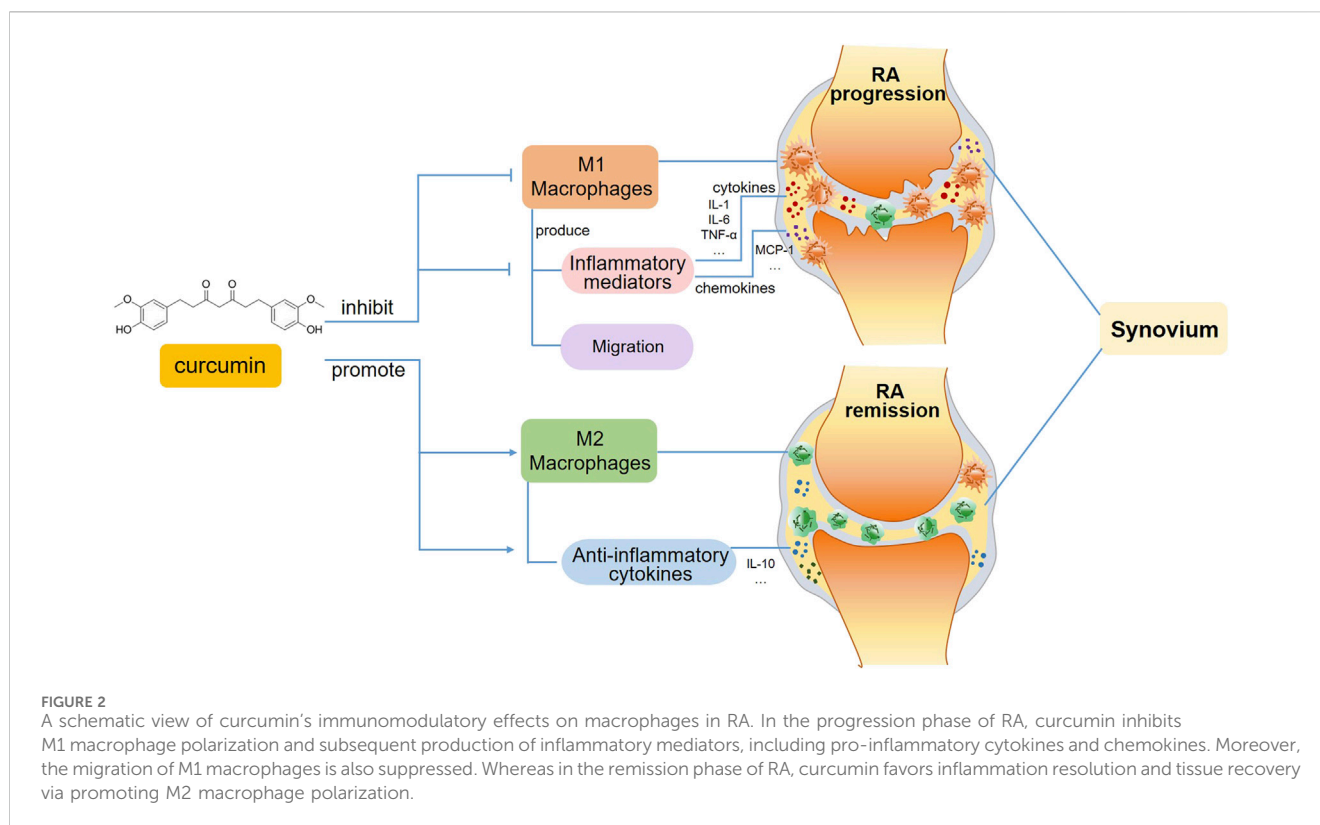 RA
progression
M1
Macrophages
cytokines
IL-1
IL-6
TNF-α
...
produce
MCP-1
...
Inflammatory
mediators
chemokines
O
O
O
O
HO
OH
inhibit
Migration
Synovium
curcumin
promote
RA
remission
M2
Macrophages
Anti-inflammatory
cytokines
IL-10
...
FIGURE 2
A schematic view of curcumin's immunomodulatory effects on macrophages in RA. In the progression phase of RA, curcumin inhibits
M1 macrophage polarization and subsequent production of inflammatory mediators, including pro-inflammatory cytokines and chemokines. Moreover,
the migration of M1 macrophages is also suppressed. Whereas in the remission phase of RA, curcumin favors inflammation resolution and tissue recovery
via promoting M2 macrophage polarization.